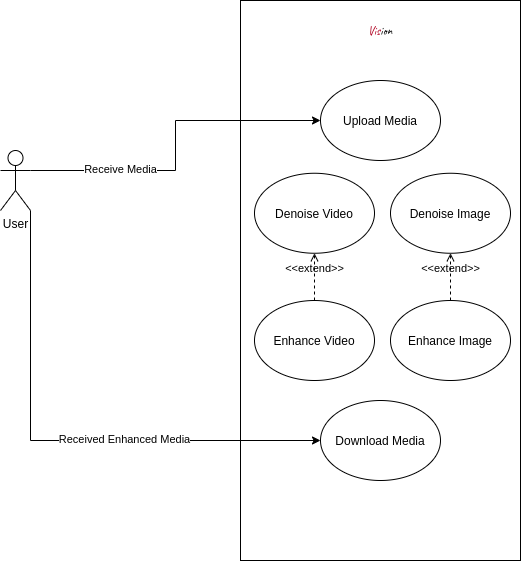 Vision
Upload Media
Receive Media
Denoise Video
Denoise Image
User
<<extend>>
<<extend>>
Enhance Video
Enhance Image
Received Enhanced Media
Download Media